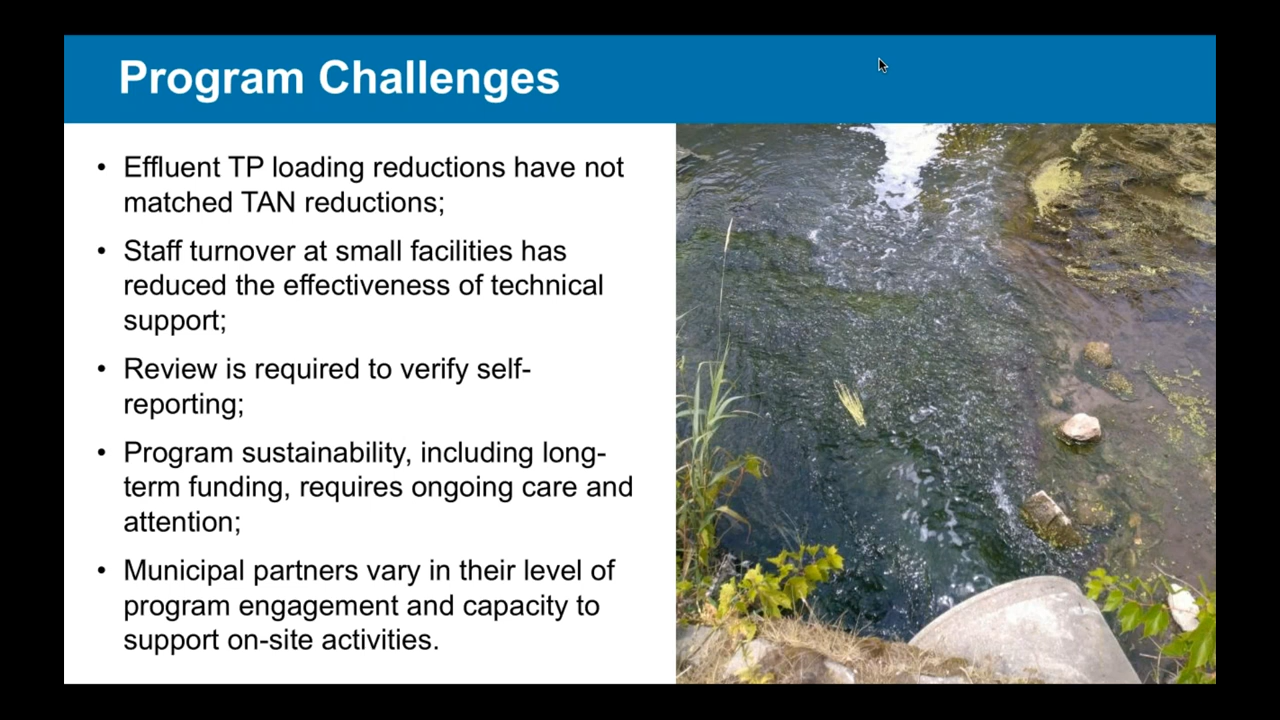 Program Challenges
• Effluent TP loading reductions have not
matched TAN reductions;
• Staff turnover at small facilities has
reduced the effectiveness of technical
support;
• Review is required to verify self-
reporting;
• Program sustainability, including long-
term funding, requires ongoing care and
attention;
• Municipal partners vary in their level of
program engagement and capacity to
support on-site activities.